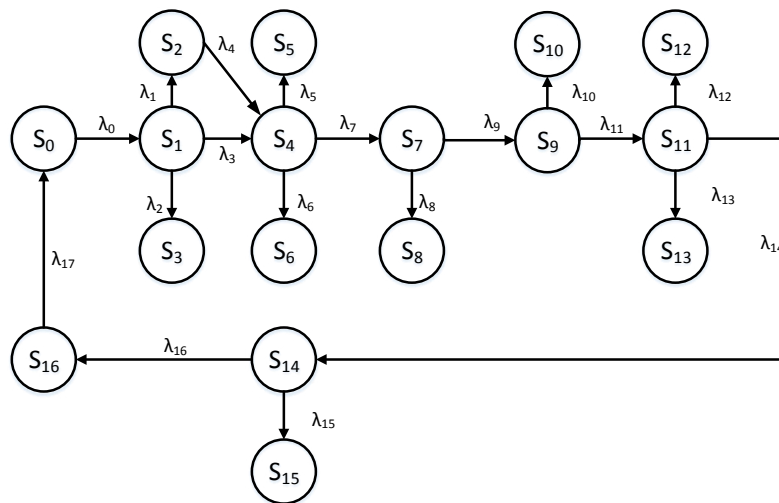 S₂
λ₄
S₅
S₁₀
S₁₂
λ₁
λ₅
λ₁₀
λ₁₂
S₀
λ₀
S₁
λ₃
S₄
λ₇
S₇
λ₉
S₉
λ₁₁
S₁₁
λ₂
λ₆
λ₈
λ₁₃
S₃
S₆
S₈
S₁₃
λ₁₄
λ₁₇
S₁₆
λ₁₆
S₁₄
λ₁₅
S₁₅